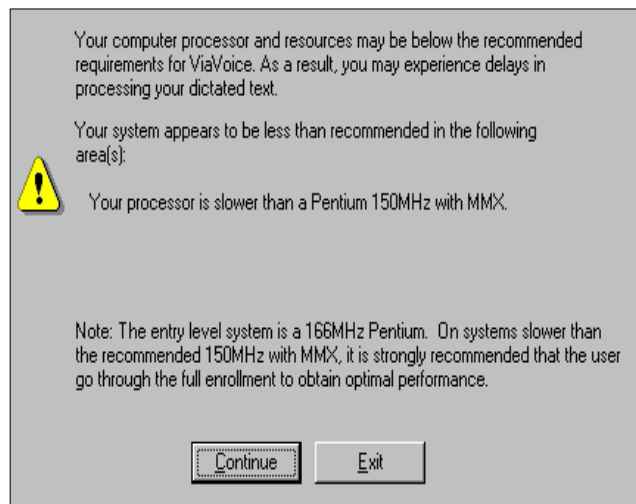 Your computer processor and resources may be below the recommended
requirements for ViaVoice. As a result, you may experience delays in
processing your dictated text.
Your system appears to be less than recommended in the following
area(s):
Your processor is slower than a Pentium 150MHz with MMX.
Note: The entry level system is a 166MHz Pentium. On systems slower than
the recommended 150MHz with MMX, it is strongly recommended that the user
go through the full enrollment to obtain optimal performance.
Continue Exit